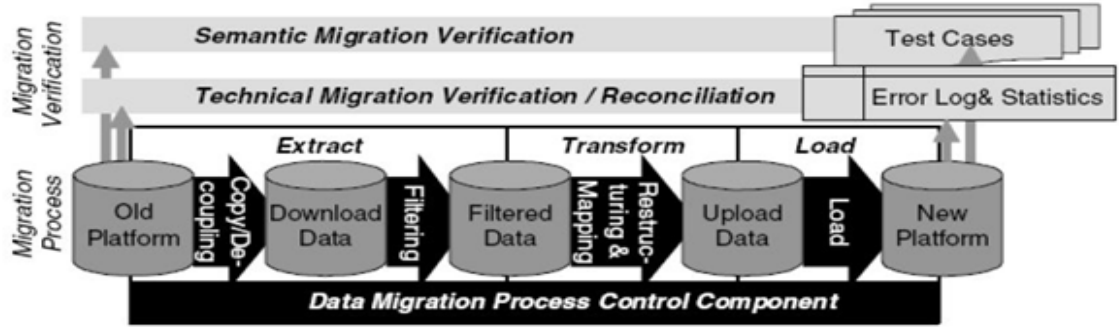 Migration
Verification
Semantic Migration Verification
Test Cases
Technical Migration Verification / Reconciliation
Error Log& Statistics
Extract
Transform
Load
Migration
Process
Old
Platform
Copy/De-
coupling
Download
Data
Filtering
Filtered
Data
Restruc-
turing &
Mapping
Upload
Data
Load
New
Platform
Data Migration Process Control Component